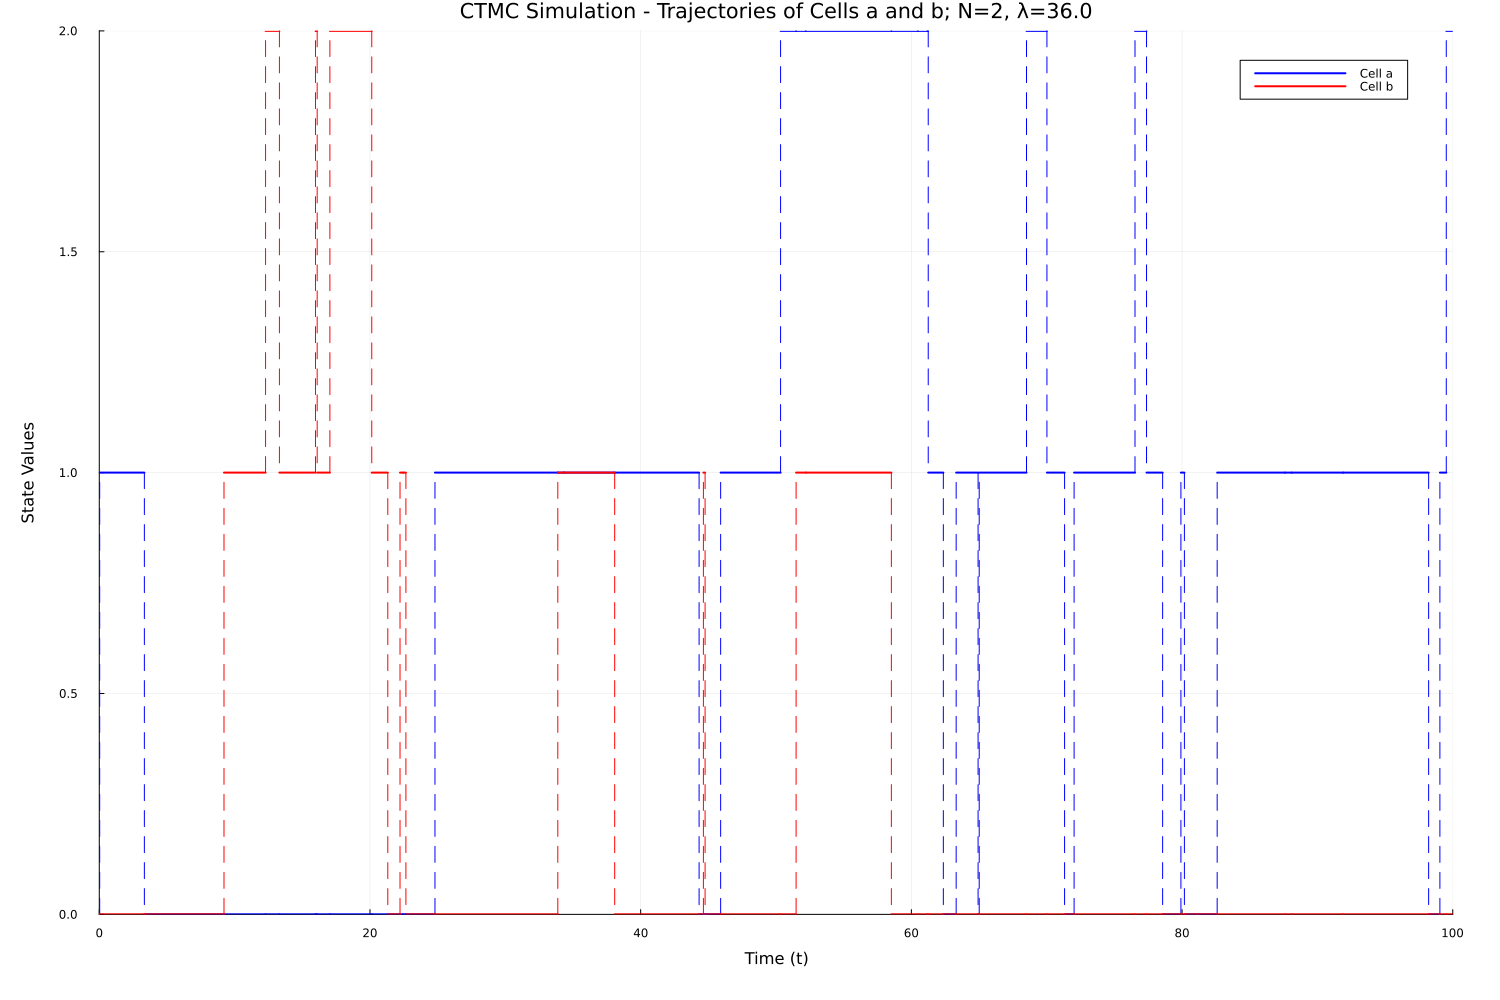 CTMC Simulation - Trajectories of Cells a and b; N=2, λ=36.0
2.0
Cell a
Cell b
1.5
1.0
State Values
0.5
0.0
0 20 40 60 80 100
Time (t)